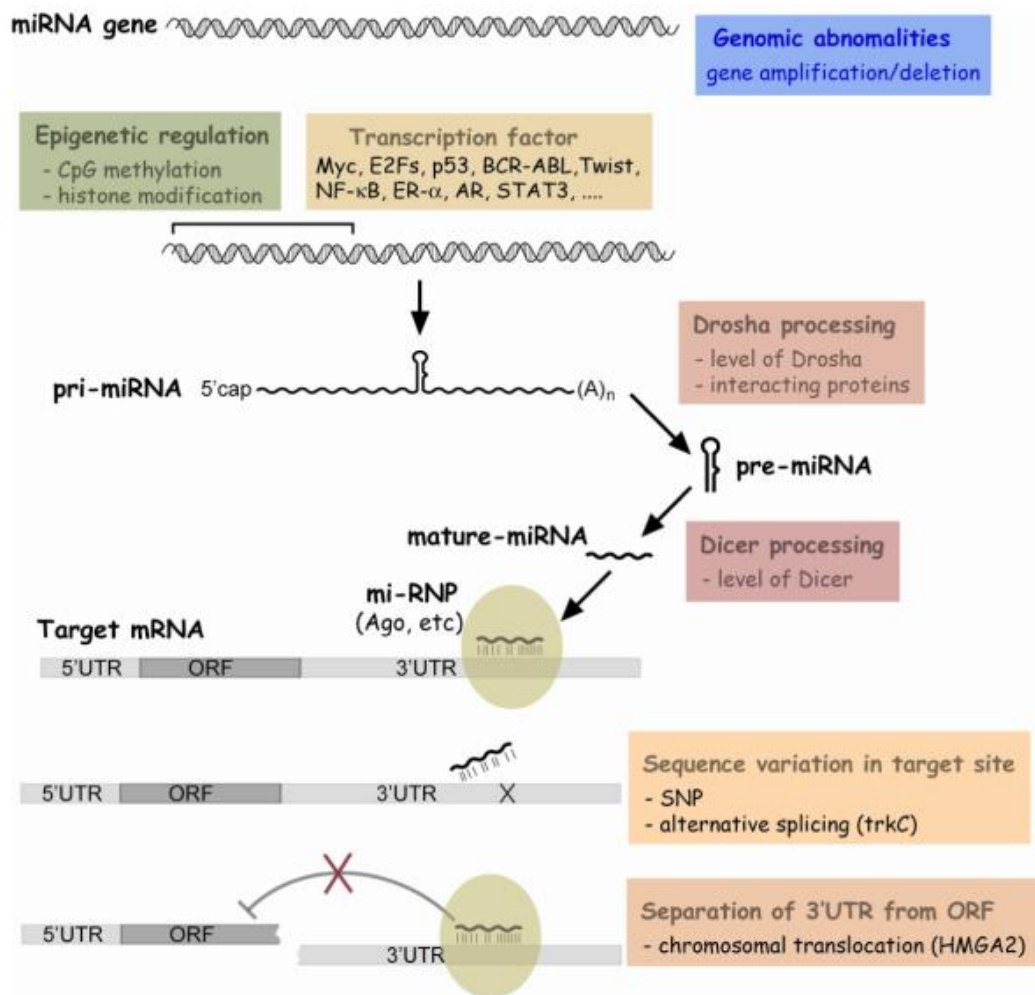 miRNA gene
Genomic abnomalities
gene amplification/deletion
Epigenetic regulation
- CpG methylation
- histone modification
Transcription factor
Myc, E2Fs, p53, BCR-ABL,Twist,
NF-κB, ER-α, AR, STAT3, ....
Drosha processing
- level of Drosha
- interacting proteins
pri-miRNA 5'cap (A)n
pre-miRNA
mature-miRNA
Dicer processing
- level of Dicer
mi-RNP
(Ago, etc)
Target mRNA
5'UTR ORF 3'UTR
Sequence variation in target site
- SNP
- alternative splicing (trkC)
5'UTR ORF 3'UTR X
Separation of 3'UTR from ORF
- chromosomal translocation (HMGA2)
5'UTR ORF
3'UTR